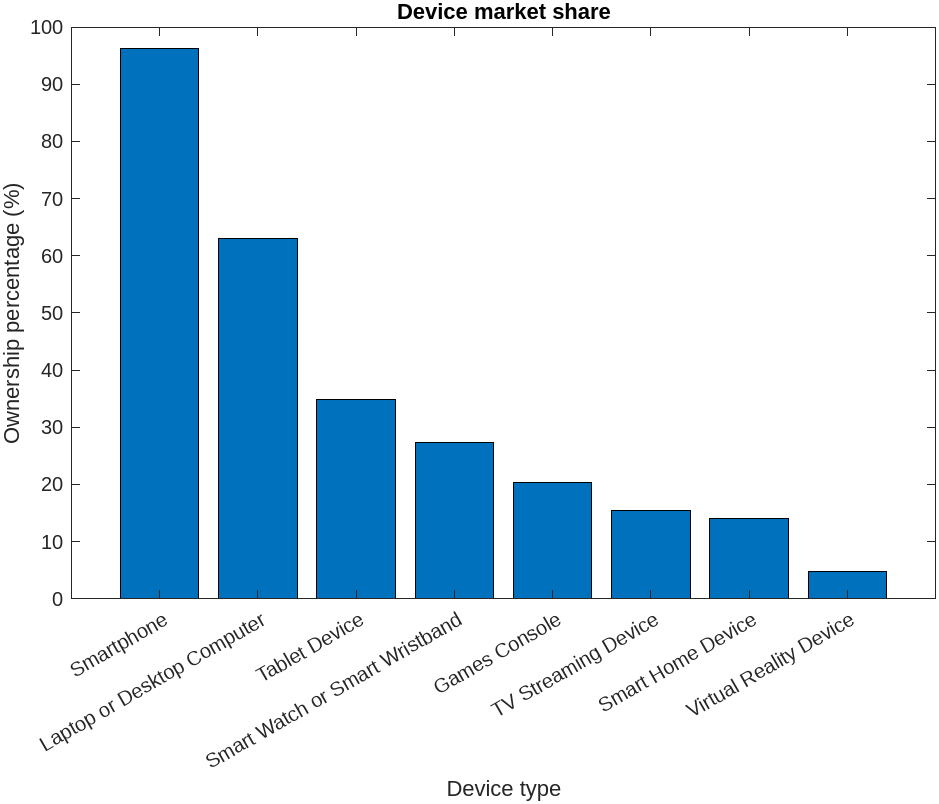 Device market share
100
90
80
70
60
50
40
30
20
10
0
Ownership percentage (%)
Smartphone
Laptop or Desktop Computer
Tablet Device
Smart Watch or Smart Wristband
Games Console
TV Streaming Device
Smart Home Device
Virtual Reality Device
Device type